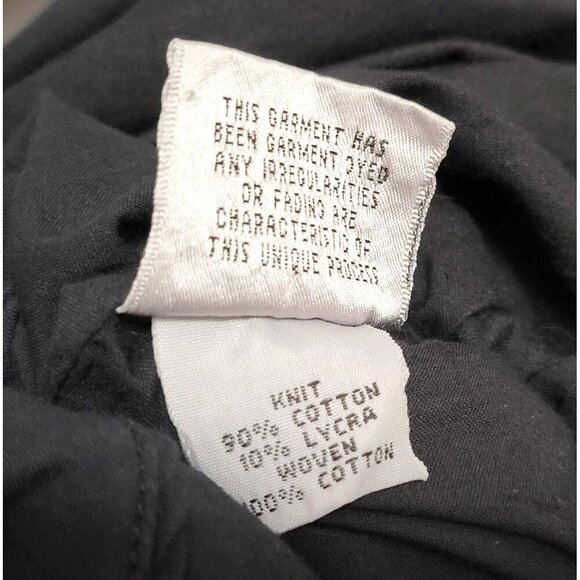 THIS GARMENT HAS
BEEN GARMENT DYED
ANY IRREGULARITIES
OR FADING ARE
CHARACTERISTIC OF
THIS UNIQUE PROCESS
KNIT
90% COTTON
10% LYCRA
WOVEN
100% COTTON